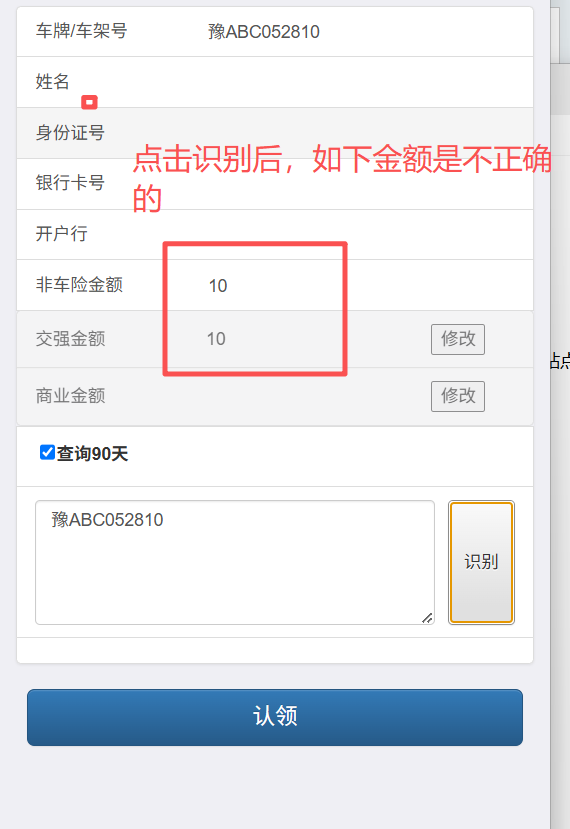 车牌/车架号 豫ABC052810
姓名
身份证号
点击识别后，如下金额是不正确
的
银行卡号
开户行
非车险金额 10
交强金额 10 修改
商业金额 修改
查询90天
豫ABC052810
识别
认领